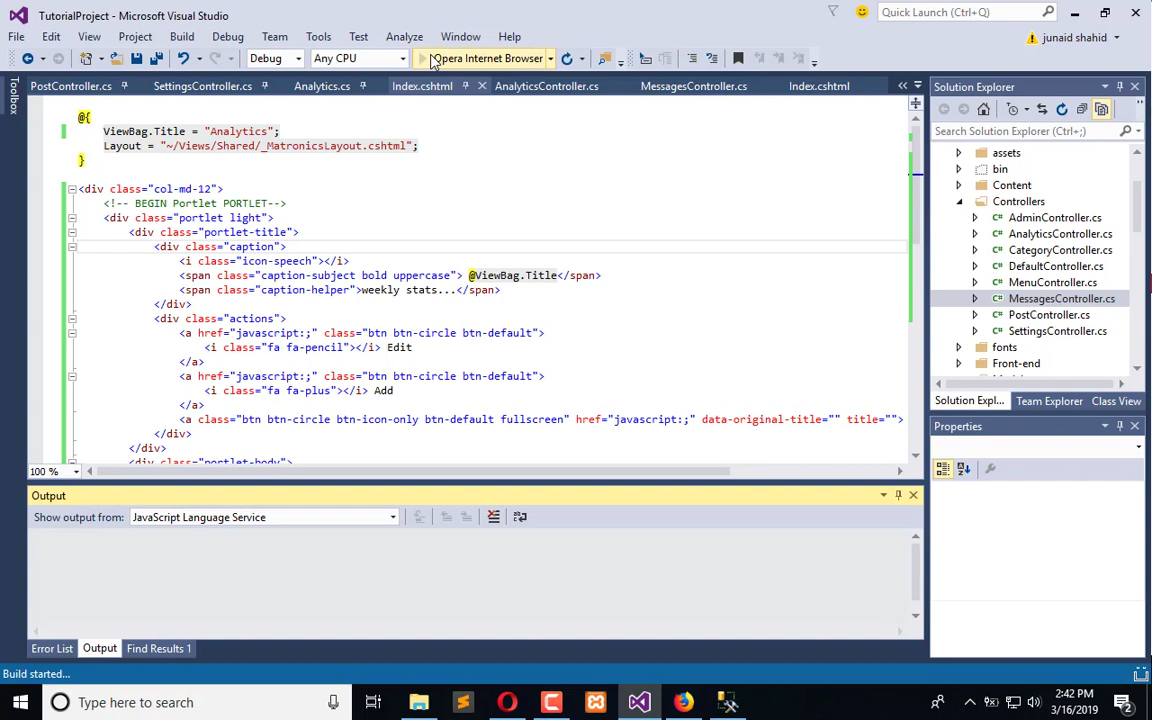 TutorialProject - Microsoft Visual Studio
Quick Launch (Ctrl+Q)
File Edit View Project Build Debug Team Tools Test Analyze Window Help
junaid shahid
Debug Any CPU Opera Internet Browser
Toolbox
PostController.cs SettingsController.cs Analytics.cs Index.cshtml AnalyticsController.cs MessagesController.cs Index.cshtml
@{
ViewBag.Title = "Analytics";
Layout = "~/Views/Shared/_MatronicsLayout.cshtml";
}
<div class="col-md-12">
<!-- BEGIN Portlet PORTLET-->
<div class="portlet light">
<div class="portlet-title">
<div class="caption">
<i class="icon-speech"></i>
<span class="caption-subject bold uppercase"> @ViewBag.Title</span>
<span class="caption-helper">weekly stats...</span>
</div>
<div class="actions">
<a href="javascript:;" class="btn btn-circle btn-default">
<i class="fa fa-pencil"></i> Edit
</a>
<a href="javascript:;" class="btn btn-circle btn-default">
<i class="fa fa-plus"></i> Add
</a>
<a class="btn btn-circle btn-icon-only btn-default fullscreen" href="javascript:;" data-original-title="" title="">
</div>
</div>
<div class="portlet-body">
100 %
Output
Show output from: JavaScript Language Service
Error List Output Find Results 1
Solution Explorer
Search Solution Explorer (Ctrl+;)
assets
bin
Content
Controllers
C# AdminController.cs
C# AnalyticsController.cs
C# CategoryController.cs
C# DefaultController.cs
C# MenuController.cs
C# MessagesController.cs
C# PostController.cs
C# SettingsController.cs
fonts
Front-end
Solution Expl... Team Explorer Class View
Properties
Build started...
Type here to search
2:42 PM
3/16/2019
2